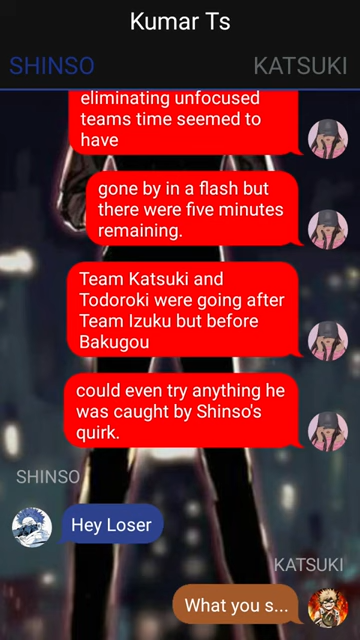 Kumar Ts
SHINSO KATSUKI
eliminating unfocused
teams time seemed to
have
gone by in a flash but
there were five minutes
remaining.
Team Katsuki and
Todoroki were going after
Team Izuku but before
Bakugou
could even try anything he
was caught by Shinso's
quirk.
SHINSO
Hey Loser
KATSUKI
What you s...